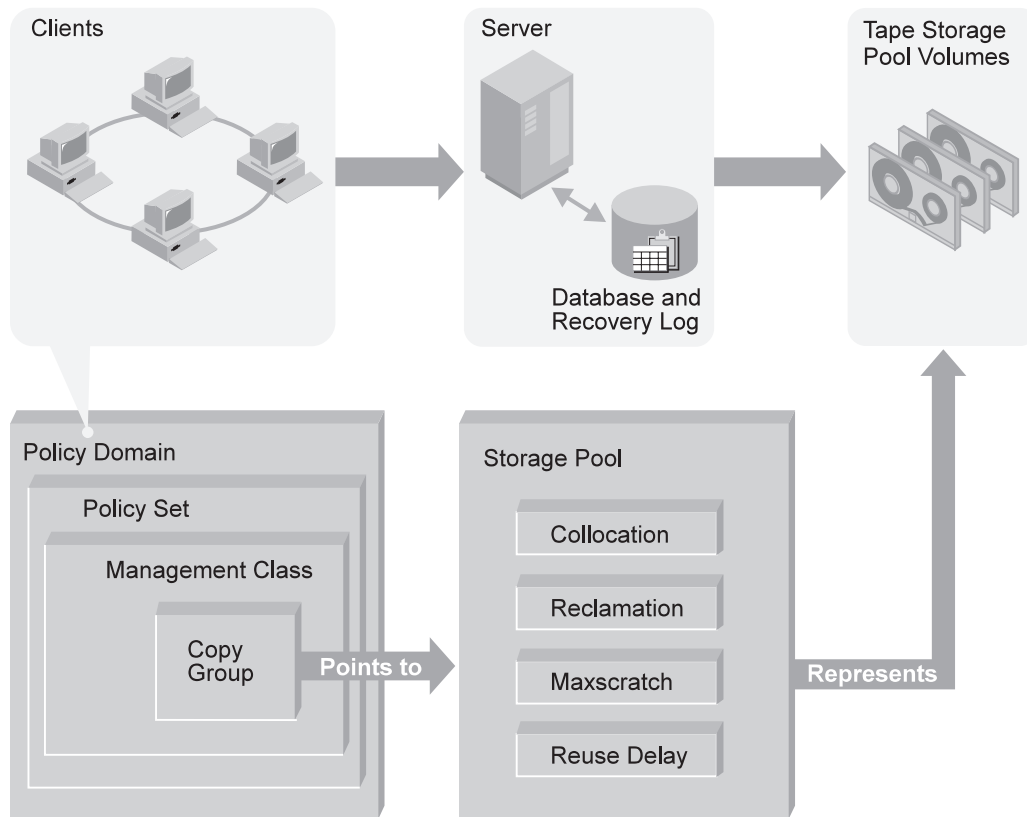 Clients
Server
Tape Storage
Pool Volumes
Database and
Recovery Log
Policy Domain
Policy Set
Management Class
Copy
Group
Points to
Storage Pool
Collocation
Reclamation
Maxscratch
Reuse Delay
Represents